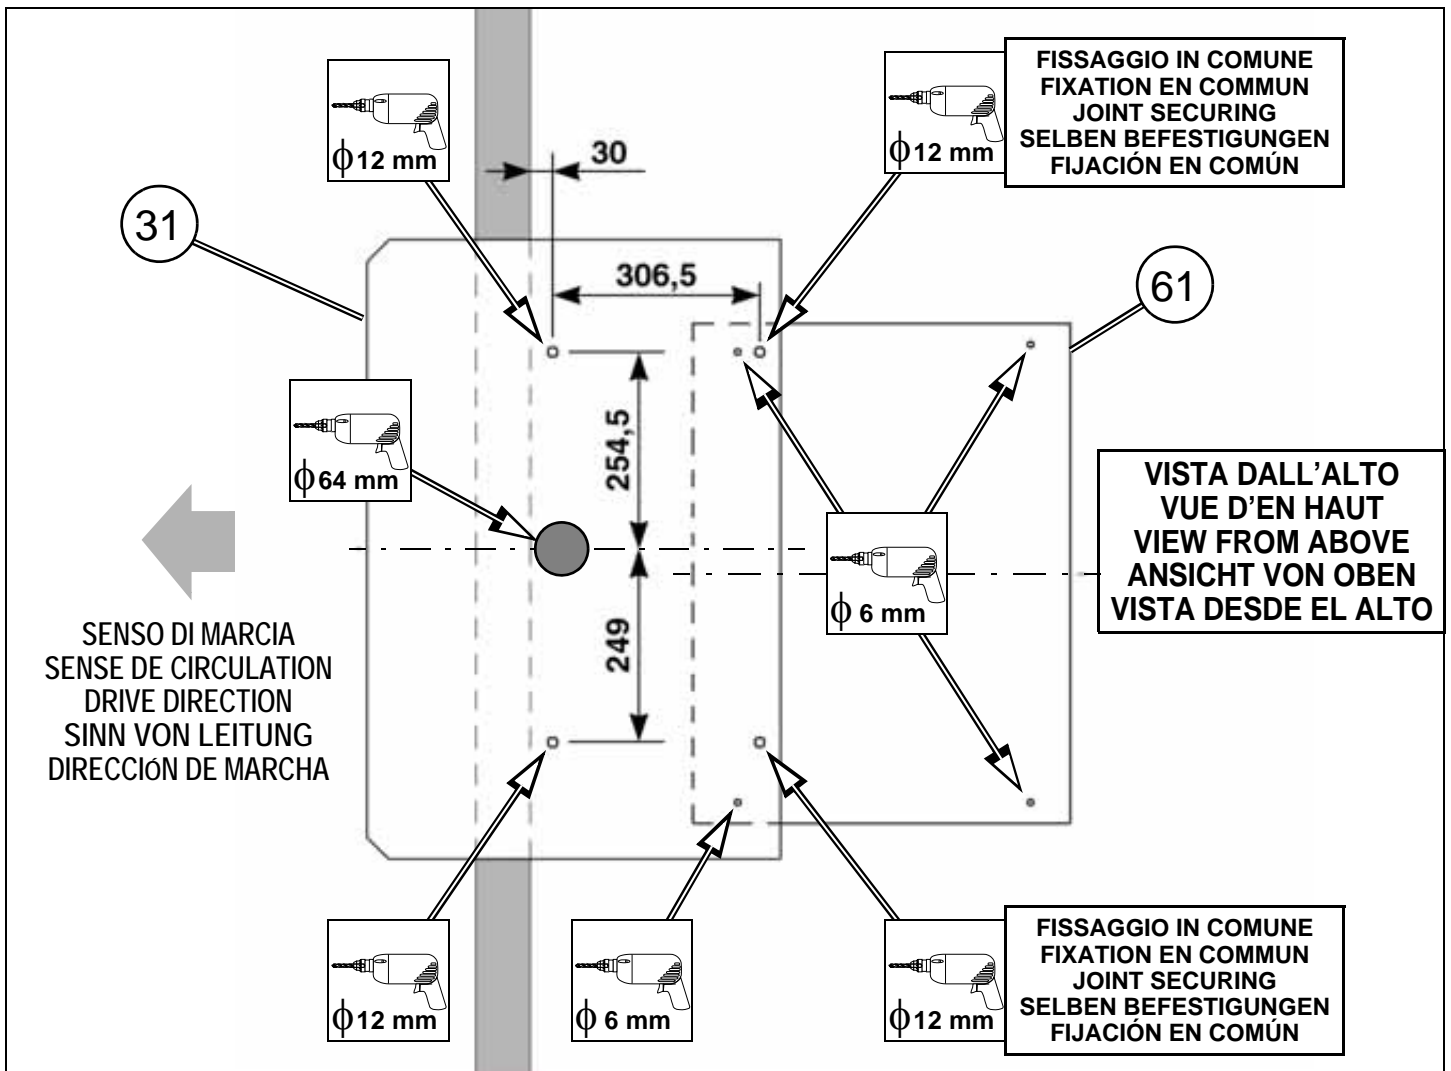 ϕ12 mm
30
ϕ12 mm
FISSAGGIO IN COMUNE
FIXATION EN COMMUN
JOINT SECURING
SELBEN BEFESTIGUNGEN
FIJACIÓN EN COMÚN
31
306,5
61
ϕ64 mm
254,5
VISTA DALL’ALTO
VUE D’EN HAUT
VIEW FROM ABOVE
ANSICHT VON OBEN
VISTA DESDE EL ALTO
ϕ 6 mm
249
SENSO DI MARCIA
SENSE DE CIRCULATION
DRIVE DIRECTION
SINN VON LEITUNG
DIRECCIÓN DE MARCHA
ϕ12 mm
ϕ 6 mm
ϕ12 mm
FISSAGGIO IN COMUNE
FIXATION EN COMMUN
JOINT SECURING
SELBEN BEFESTIGUNGEN
FIJACIÓN EN COMÚN